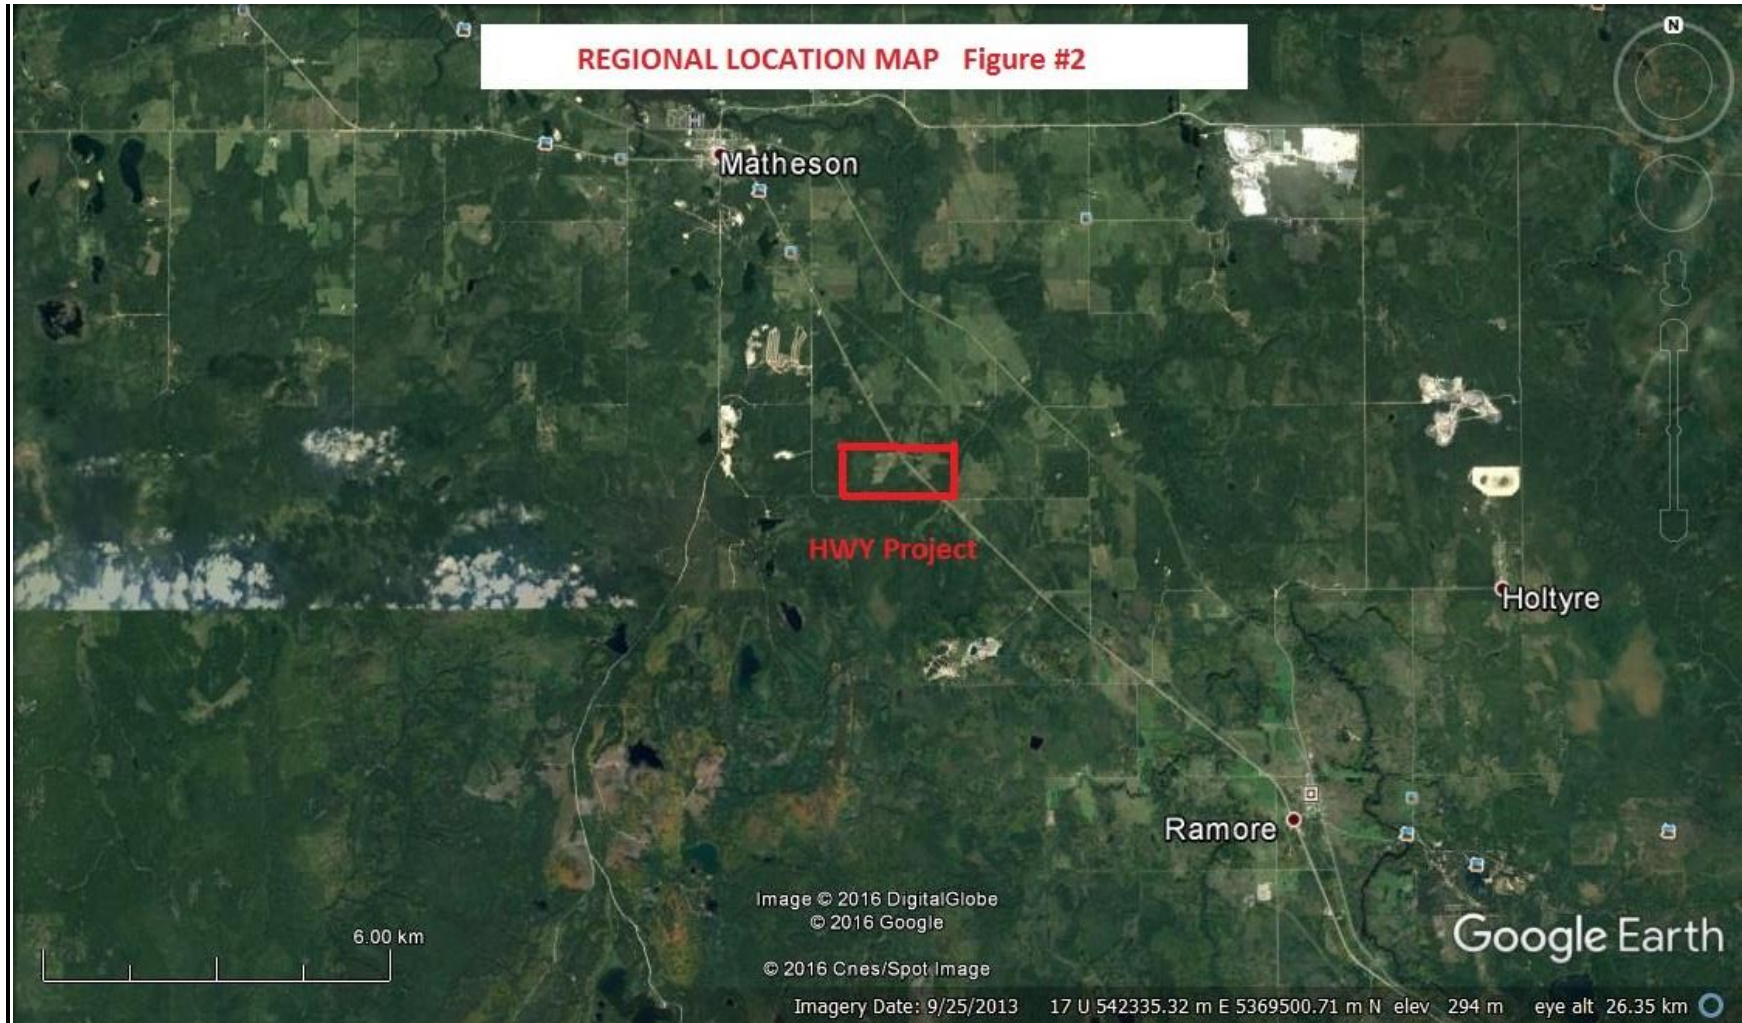 REGIONAL LOCATION MAP Figure #2
N
Matheson
HWY Project
Holtyre
Ramore
Image © 2016 DigitalGlobe
© 2016 Google
© 2016 Cnes/Spot Image
6.00 km
Google Earth
Imagery Date: 9/25/2013 17 U 542335.32 m E 5369500.71 m N elev 294 m eye alt 26.35 km